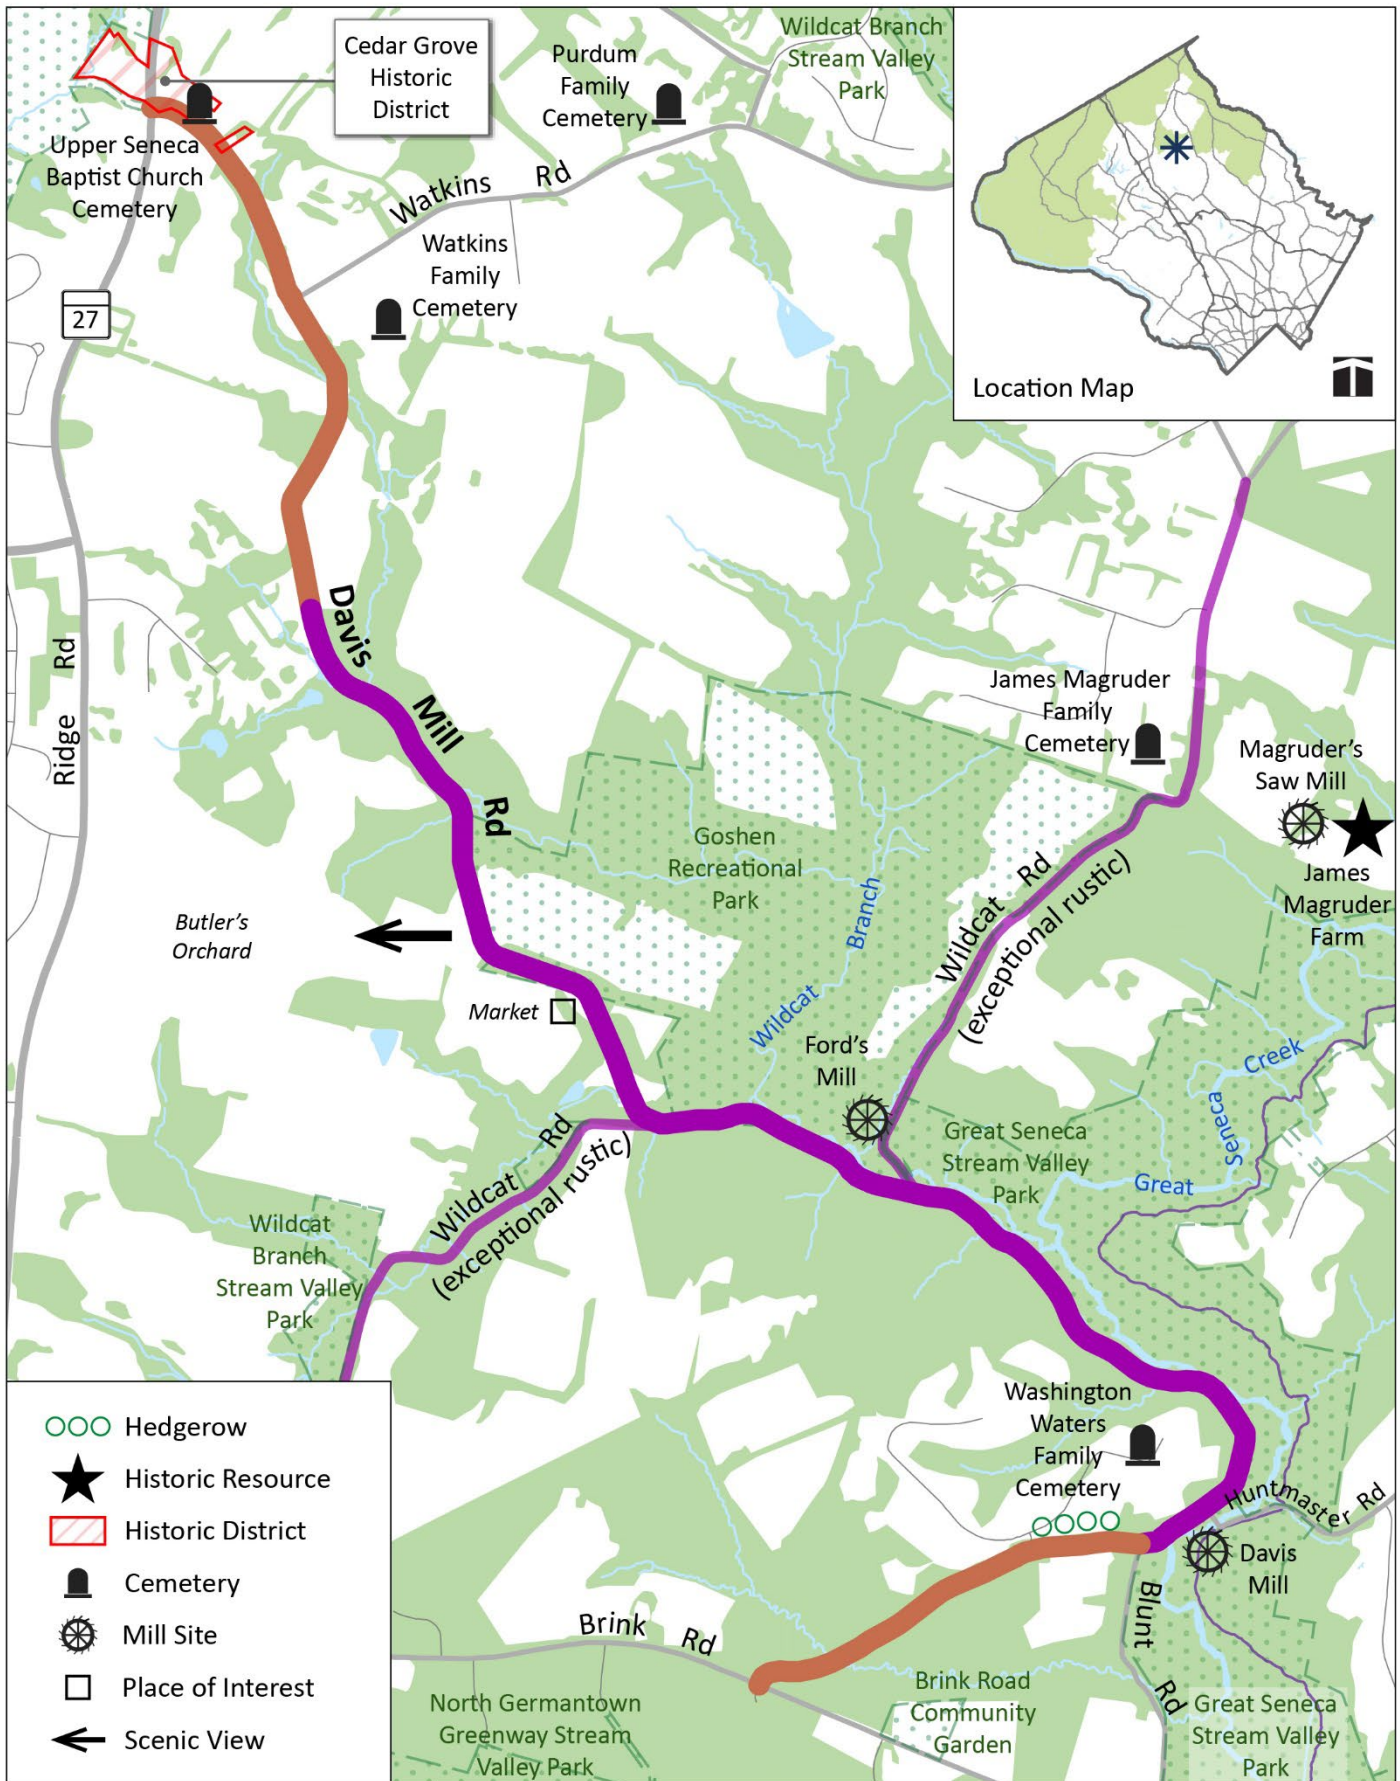 Cedar Grove
Historic
District
Purdum
Family
Cemetery
Wildcat Branch
Stream Valley
Park
Upper Seneca
Baptist Church
Cemetery
Watkins Rd
Watkins
Family
Cemetery
27
Location Map
Davis Mill Rd
Ridge Rd
James Magruder
Family
Cemetery
Magruder's
Saw Mill
James
Magruder
Farm
Goshen
Recreational
Park
Wildcat Branch
Wildcat Rd
(exceptional rustic)
Butler's
Orchard
Market
Ford's
Mill
Great Seneca Creek
Great Seneca
Stream Valley
Park
Wildcat Rd
(exceptional rustic)
Wildcat
Branch
Stream Valley
Park
Washington
Waters
Family
Cemetery
Huntmaster Rd
Davis
Mill
Blunt Rd
Brink Rd
Brink Road
Community
Garden
North Germantown
Greenway Stream
Valley Park
Great Seneca
Stream Valley
Park
Hedgerow
Historic Resource
Historic District
Cemetery
Mill Site
Place of Interest
Scenic View